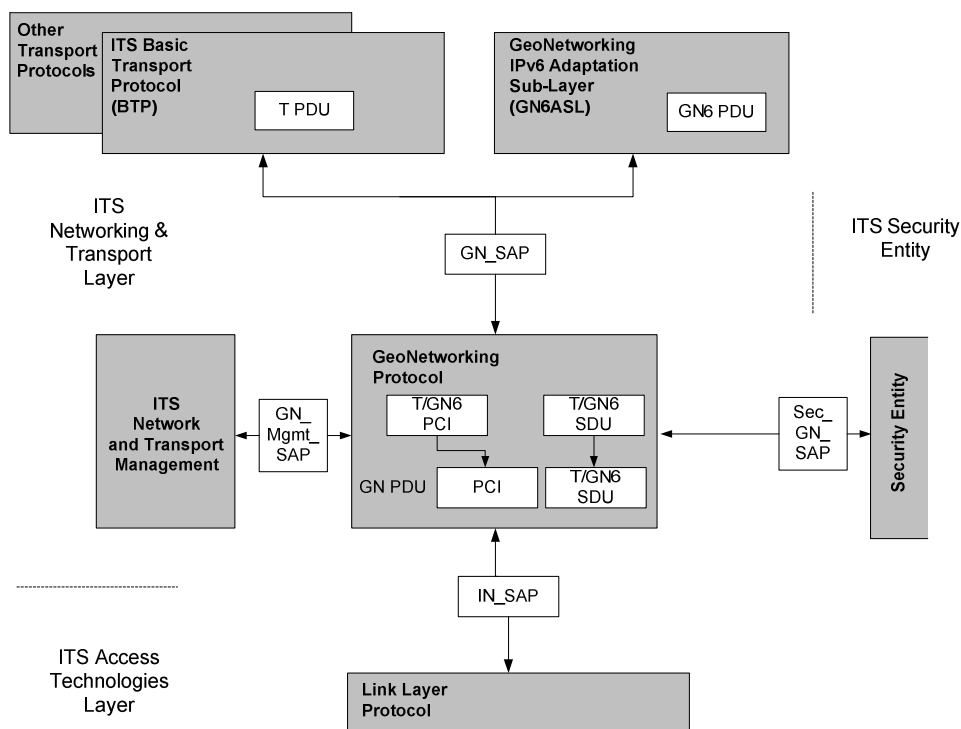 Other
Transport
Protocols
ITS Basic
Transport
Protocol
(BTP)
T PDU
GeoNetworking
IPv6 Adaptation
Sub-Layer
(GN6ASL)
GN6 PDU
ITS
Networking &
Transport
Layer
GN_SAP
ITS Security
Entity
ITS
Network
and Transport
Management
GN_
Mgmt_
SAP
GeoNetworking
Protocol
T/GN6
PCI
T/GN6
SDU
GN PDU
PCI
T/GN6
SDU
Sec_
GN_
SAP
Security Entity
IN_SAP
ITS Access
Technologies
Layer
Link Layer
Protocol